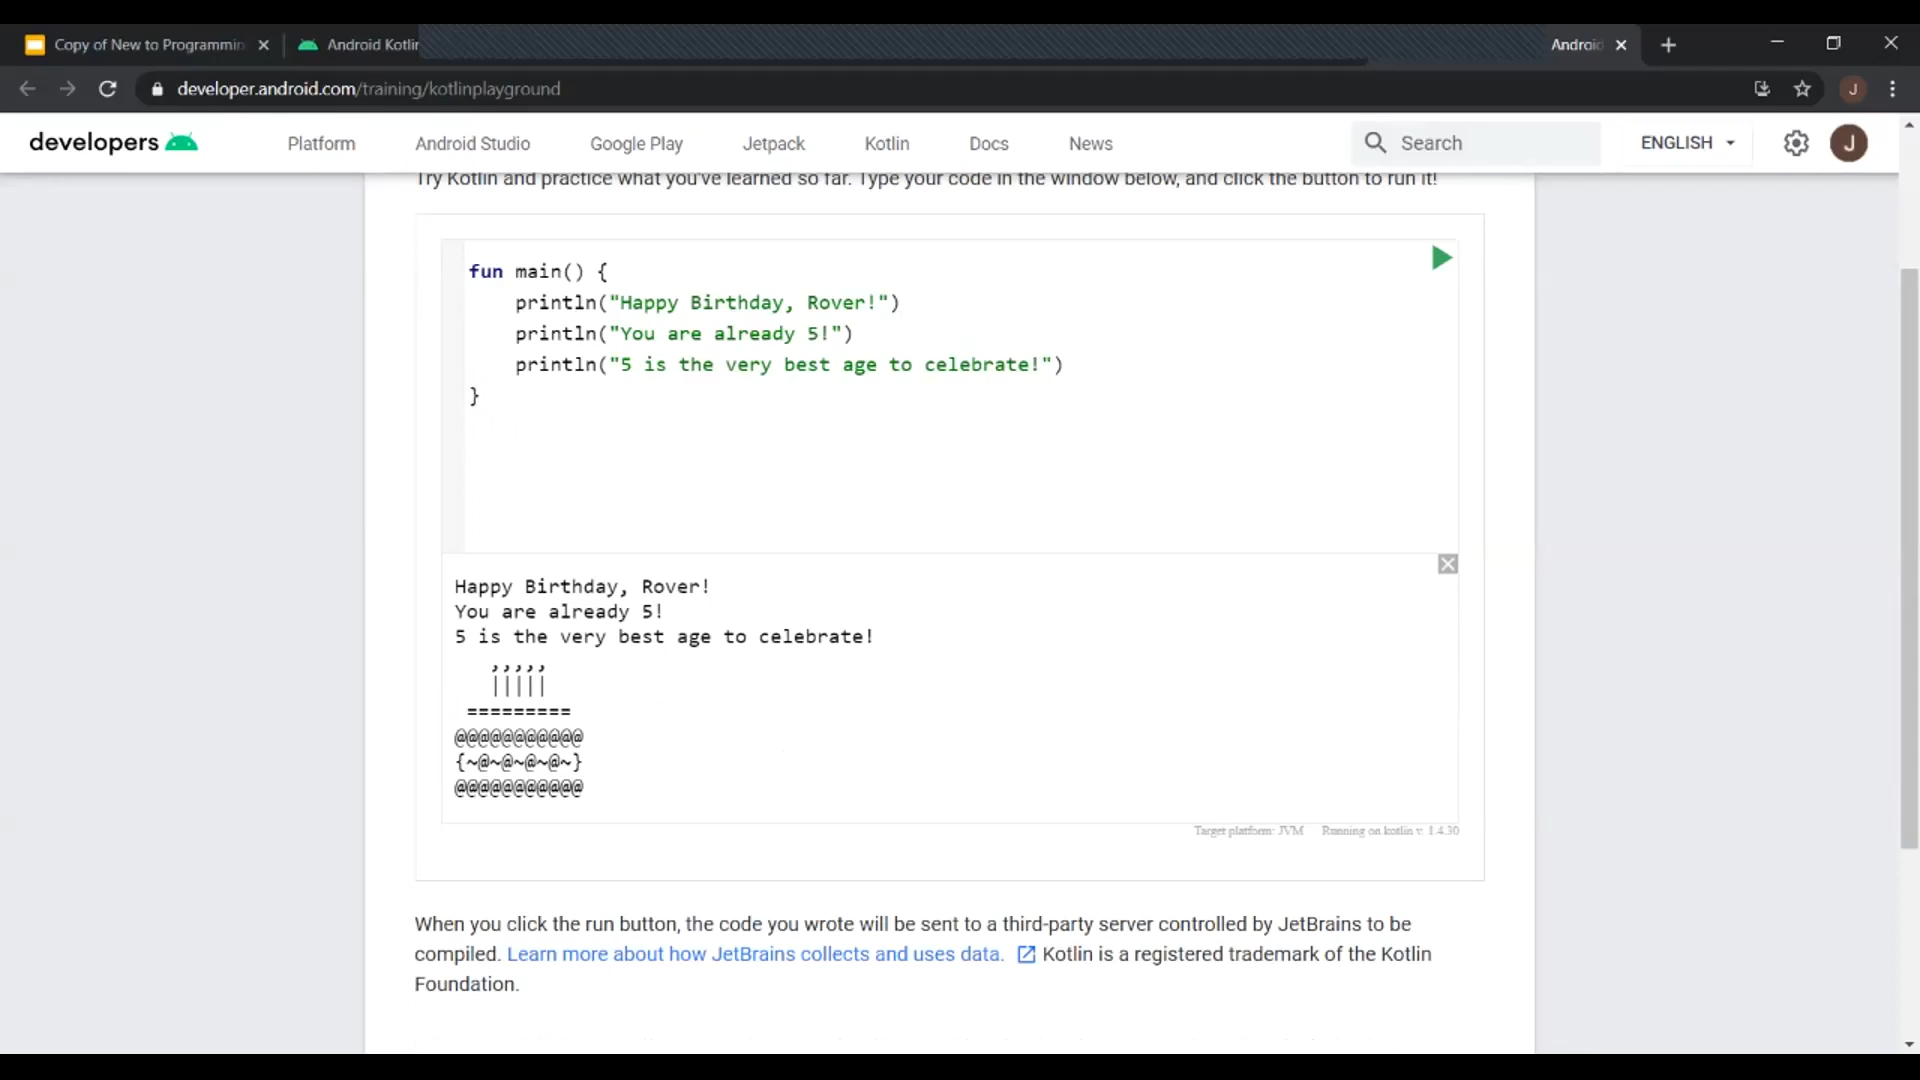 Copy of New to Programmin
Android Kotlin
Android
developer.android.com/training/kotlinplayground
J
developers
Platform
Android Studio
Google Play
Jetpack
Kotlin
Docs
News
Search
ENGLISH
J
Try Kotlin and practice what you've learned so far. Type your code in the window below, and click the button to run it!
fun main() {
    println("Happy Birthday, Rover!")
    println("You are already 5!")
    println("5 is the very best age to celebrate!")
}
Happy Birthday, Rover!
You are already 5!
5 is the very best age to celebrate!
   ,,,,,
   |||||
 =========
@@@@@@@@@@@
{~@~@~@~@~}
@@@@@@@@@@@
Target platform: JVM
Running on kotlin v. 1.4.30
When you click the run button, the code you wrote will be sent to a third-party server controlled by JetBrains to be
compiled. Learn more about how JetBrains collects and uses data. Kotlin is a registered trademark of the Kotlin
Foundation.